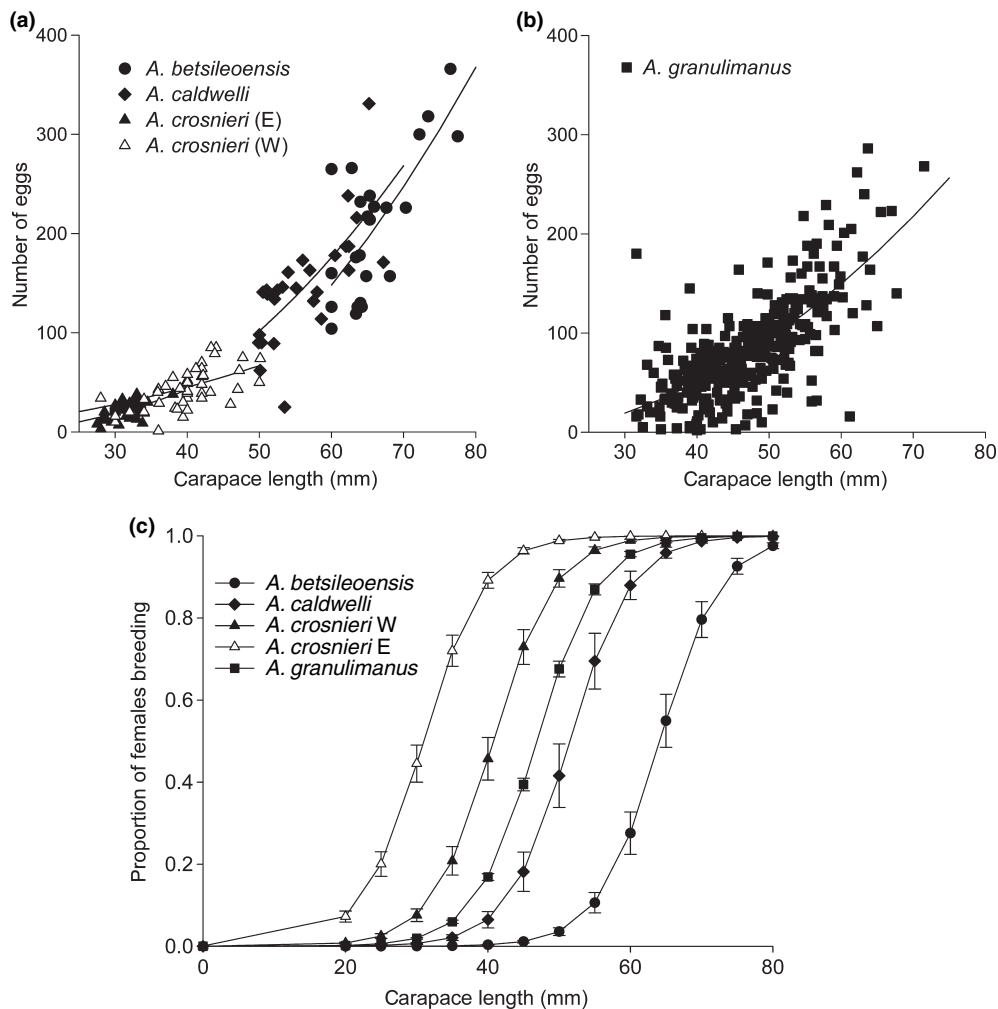 (a)
400
300
200
100
0
Number of eggs
A. betsileoensis
A. caldwelli
A. crosnieri (E)
A. crosnieri (W)
30 40 50 60 70 80
Carapace length (mm)
(b)
400
300
200
100
0
Number of eggs
A. granulimanus
30 40 50 60 70 80
Carapace length (mm)
(c)
1.0
0.8
0.6
0.4
0.2
0.0
Proportion of females breeding
A. betsileoensis
A. caldwelli
A. crosnieri W
A. crosnieri E
A. granulimanus
0 20 40 60 80
Carapace length (mm)